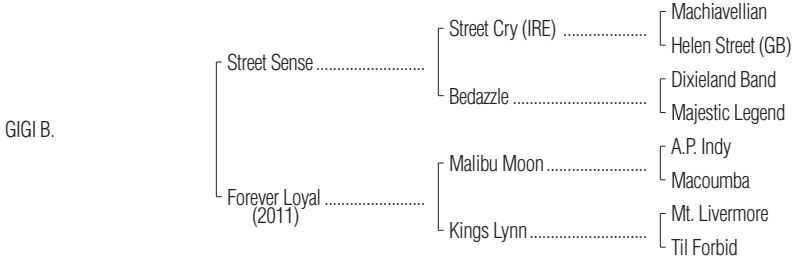 Machiavellian
Street Cry (IRE) ....................
Helen Street (GB)
Street Sense ..........................
Dixieland Band
Bedazzle ................................
Majestic Legend
GIGI B.
A.P. Indy
Malibu Moon ........................
Macoumba
Forever Loyal ........................
(2011)
Mt. Livermore
Kings Lynn ............................
Til Forbid